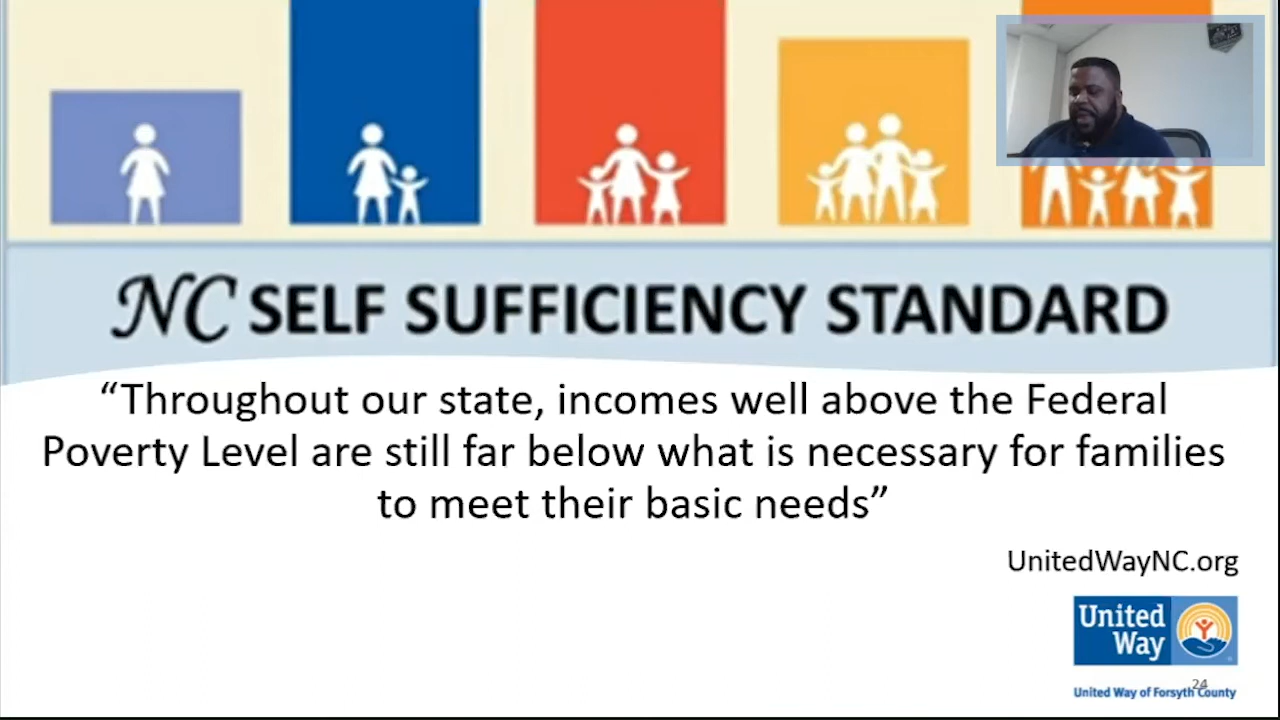 NC SELF SUFFICIENCY STANDARD
“Throughout our state, incomes well above the Federal
Poverty Level are still far below what is necessary for families
to meet their basic needs”
UnitedWayNC.org
United
Way
24
United Way of Forsyth County